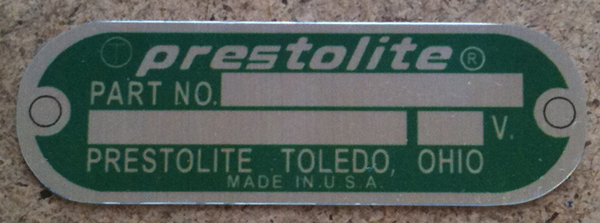 Ⓣ prestolite ®
PART NO.
V.
PRESTOLITE TOLEDO, OHIO
MADE IN U.S.A.